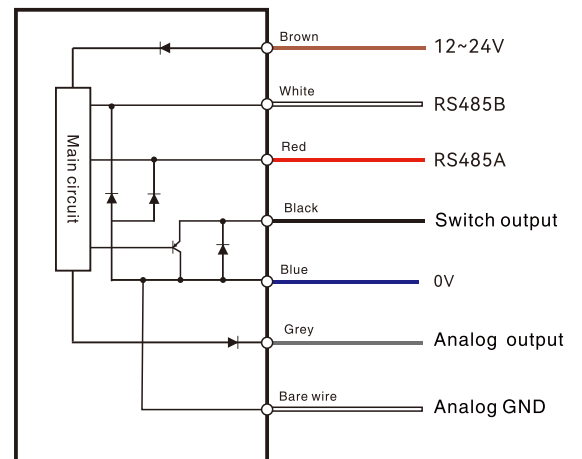 Brown
12~24V
White
RS485B
Main circuit
Red
RS485A
Black
Switch output
Blue
0V
Grey
Analog output
Bare wire
Analog GND